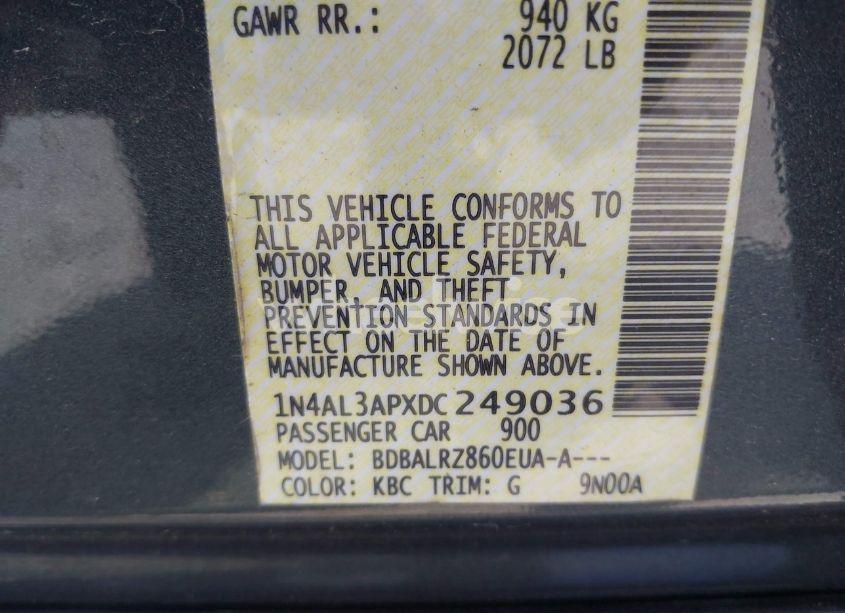 GAWR RR.: 940 KG
2072 LB
THIS VEHICLE CONFORMS TO
ALL APPLICABLE FEDERAL
MOTOR VEHICLE SAFETY,
BUMPER, AND THEFT
PREVENTION STANDARDS IN
EFFECT ON THE DATE OF
MANUFACTURE SHOWN ABOVE.
1N4AL3APXDC249036
PASSENGER CAR 900
MODEL: BDBALRZ860EUA-A---
COLOR: KBC TRIM: G 9N00A